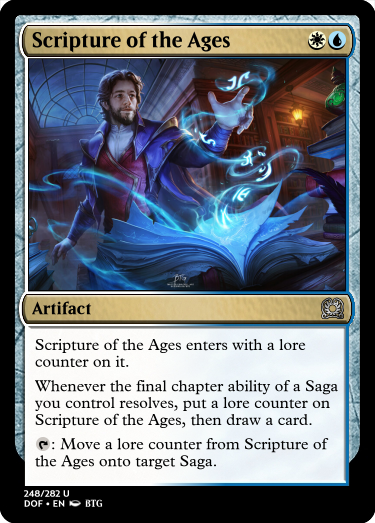 Scripture of the Ages
BTG
Artifact
Scripture of the Ages enters with a lore
counter on it.
Whenever the final chapter ability of a Saga
you control resolves, put a lore counter on
Scripture of the Ages, then draw a card.
: Move a lore counter from Scripture of
the Ages onto target Saga.
248/282 U
DOF • EN BTG